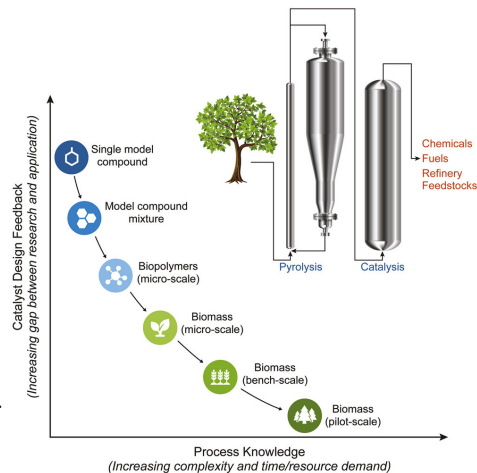 Chemicals
Fuels
Refinery
Feedstocks
Pyrolysis
Catalysis
Single model
compound
Model compound
mixture
Biopolymers
(micro-scale)
Biomass
(micro-scale)
Biomass
(bench-scale)
Biomass
(pilot-scale)
Catalyst Design Feedback
(Increasing gap between research and application)
Process Knowledge
(Increasing complexity and time/resource demand)